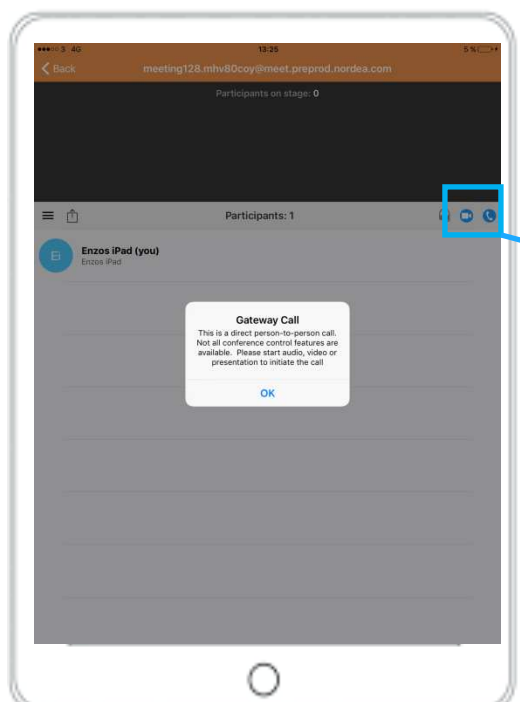 3 4G 13:25 5 %
Back meeting128.mhv80coy@meet.preprod.nordea.com
Participants on stage: 0
Participants: 1
Ei Enzos iPad (you)
Enzos iPad
Gateway Call
This is a direct person-to-person call.
Not all conference control features are
available. Please start audio, video or
presentation to initiate the call
OK